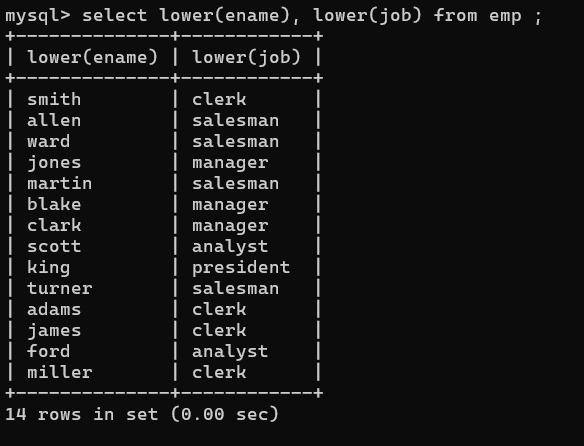 mysql> select lower(ename), lower(job) from emp ;
+--------------+------------+
| lower(ename) | lower(job) |
+--------------+------------+
| smith        | clerk      |
| allen        | salesman   |
| ward         | salesman   |
| jones        | manager    |
| martin       | salesman   |
| blake        | manager    |
| clark        | manager    |
| scott        | analyst    |
| king         | president  |
| turner       | salesman   |
| adams        | clerk      |
| james        | clerk      |
| ford         | analyst    |
| miller       | clerk      |
+--------------+------------+
14 rows in set (0.00 sec)